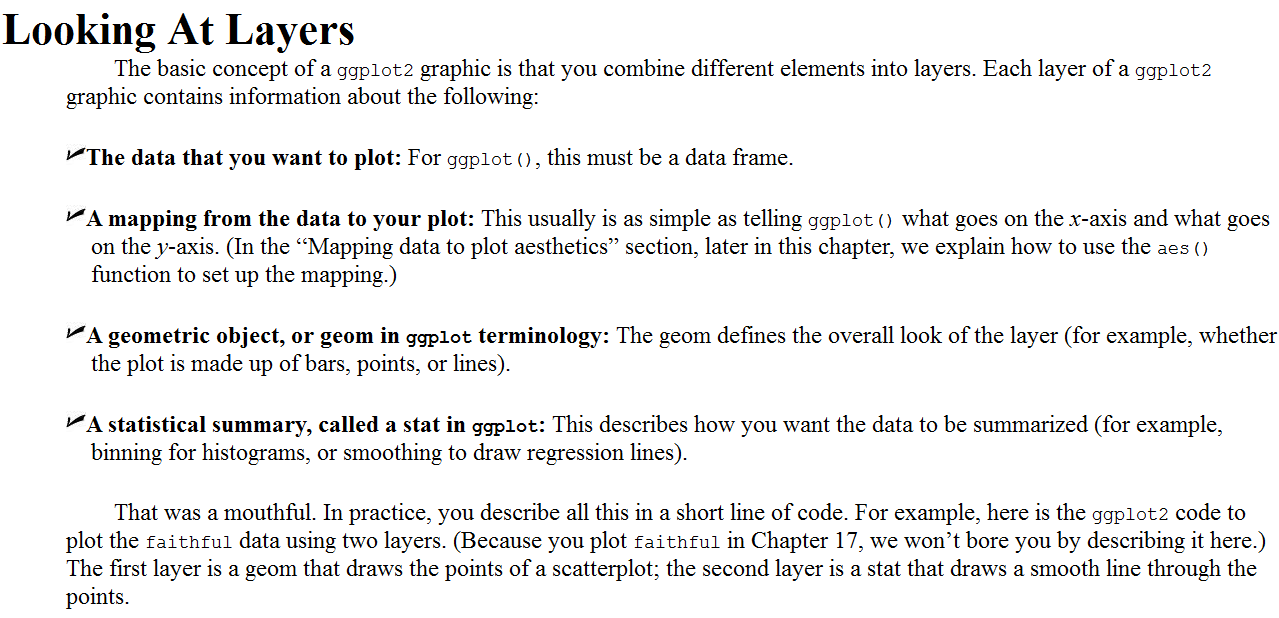 Looking At Layers
The basic concept of a ggplot2 graphic is that you combine different elements into layers. Each layer of a ggplot2
graphic contains information about the following:
✓The data that you want to plot: For ggplot(), this must be a data frame.
✓A mapping from the data to your plot: This usually is as simple as telling ggplot() what goes on the x-axis and what goes
on the y-axis. (In the “Mapping data to plot aesthetics” section, later in this chapter, we explain how to use the aes()
function to set up the mapping.)
✓A geometric object, or geom in ggplot terminology: The geom defines the overall look of the layer (for example, whether
the plot is made up of bars, points, or lines).
✓A statistical summary, called a stat in ggplot: This describes how you want the data to be summarized (for example,
binning for histograms, or smoothing to draw regression lines).
That was a mouthful. In practice, you describe all this in a short line of code. For example, here is the ggplot2 code to
plot the faithful data using two layers. (Because you plot faithful in Chapter 17, we won’t bore you by describing it here.)
The first layer is a geom that draws the points of a scatterplot; the second layer is a stat that draws a smooth line through the
points.